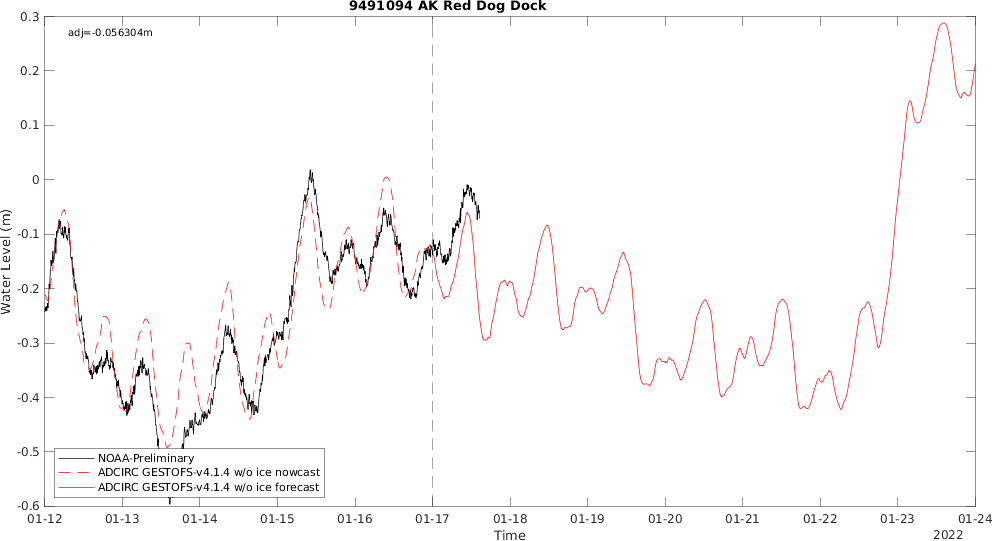 9491094 AK Red Dog Dock
adj=-0.056304m
0.3
0.2
0.1
0
-0.1
-0.2
-0.3
-0.4
-0.5
-0.6
Water Level (m)
NOAA-Preliminary
ADCIRC GESTOFS-v4.1.4 w/o ice nowcast
ADCIRC GESTOFS-v4.1.4 w/o ice forecast
01-12 01-13 01-14 01-15 01-16 01-17 01-18 01-19 01-20 01-21 01-22 01-23 01-24
Time
2022